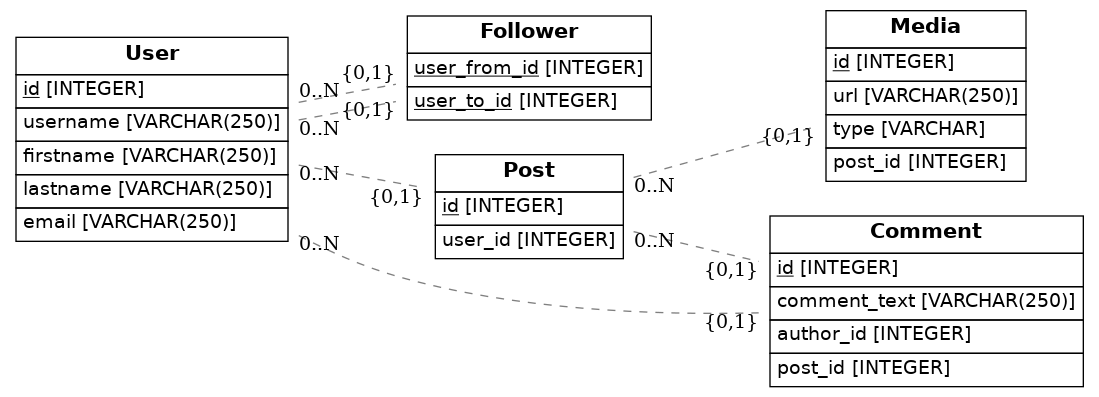 User
id [INTEGER]
username [VARCHAR(250)]
firstname [VARCHAR(250)]
lastname [VARCHAR(250)]
email [VARCHAR(250)]
0..N
{0,1}
0..N
{0,1}
Follower
user_from_id [INTEGER]
user_to_id [INTEGER]
0..N
{0,1}
Post
id [INTEGER]
user_id [INTEGER]
0..N
{0,1}
Media
id [INTEGER]
url [VARCHAR(250)]
type [VARCHAR]
post_id [INTEGER]
0..N
{0,1}
0..N
{0,1}
Comment
id [INTEGER]
comment_text [VARCHAR(250)]
author_id [INTEGER]
post_id [INTEGER]